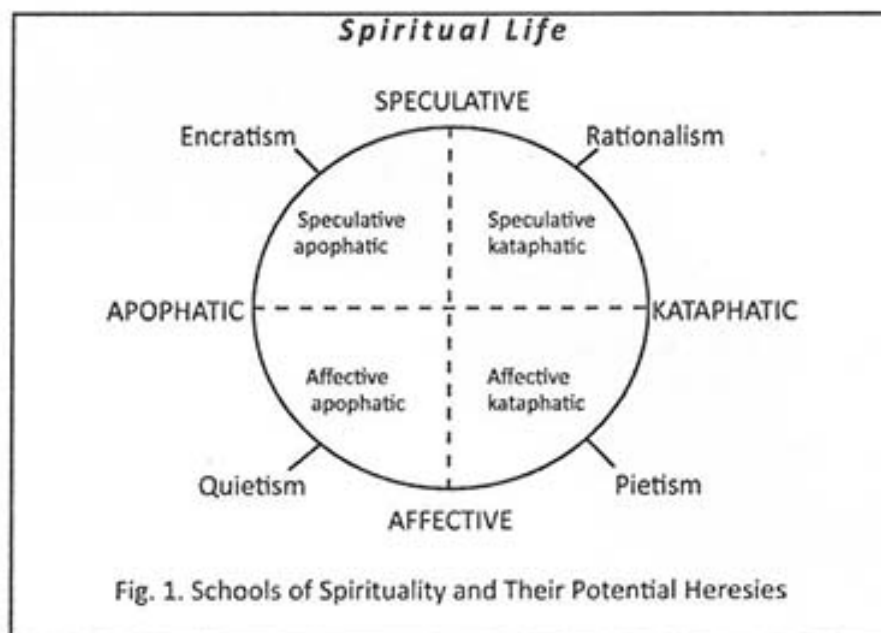 Spiritual Life
SPECULATIVE
Encratism
Rationalism
Speculative
apophatic
Speculative
kataphatic
APOPHATIC
KATAPHATIC
Affective
apophatic
Affective
kataphatic
Quietism
Pietism
AFFECTIVE
Fig. 1. Schools of Spirituality and Their Potential Heresies